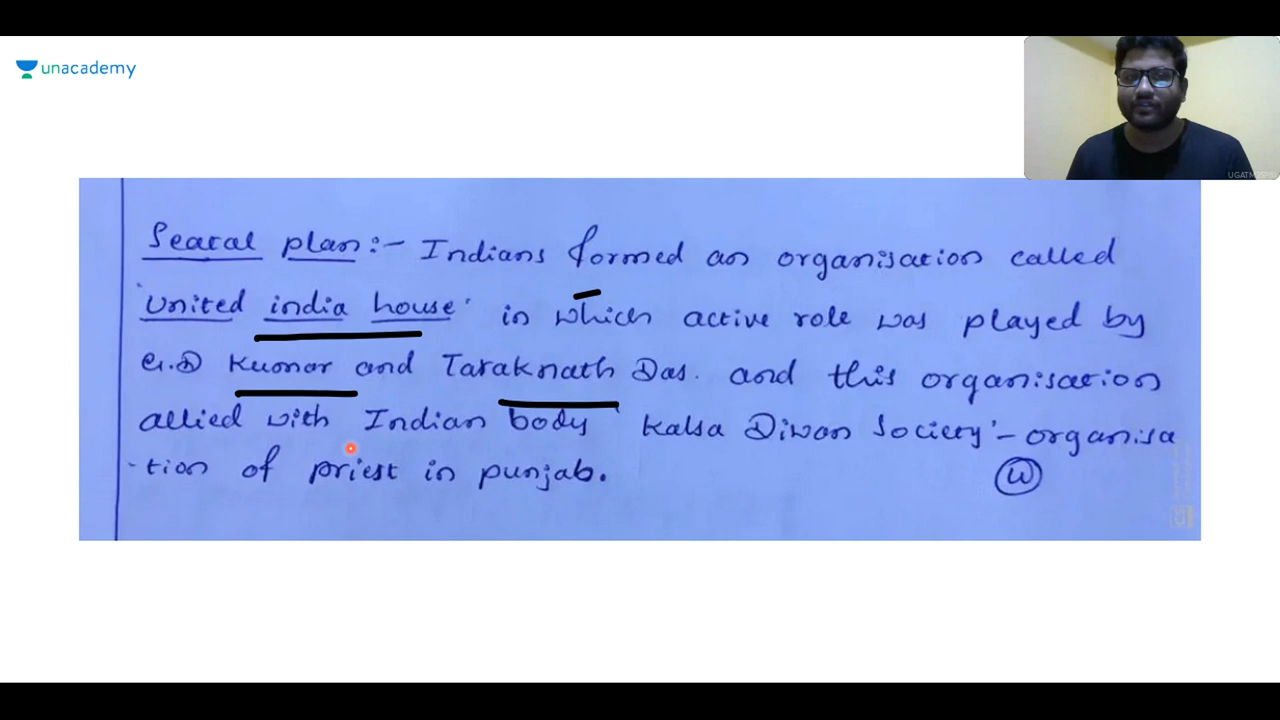 unacademy
UGATMJSP8
Seatal plan:- Indians formed an organisation called
'United india house' in which active role was played by
G.D Kumar and Taraknath Das. and this organisation
allied with Indian body 'Kalsa Diwan Society' - organisa
-tion of priest in punjab.
W
CS